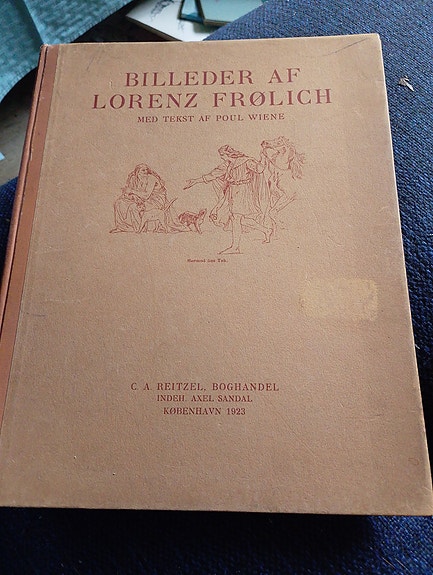 BILLEDER AF
LORENZ FRØLICH
MED TEKST AF POUL WIENE
C. A. REITZEL, BOGHANDEL
INDEH. AXEL SANDAL
KØBENHAVN 1923